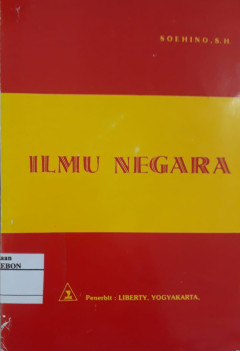 SOEHINO, S.H.
ILMU NEGARA
aan
EBON
Penerbit : LIBERTY, YOGYAKARTA.